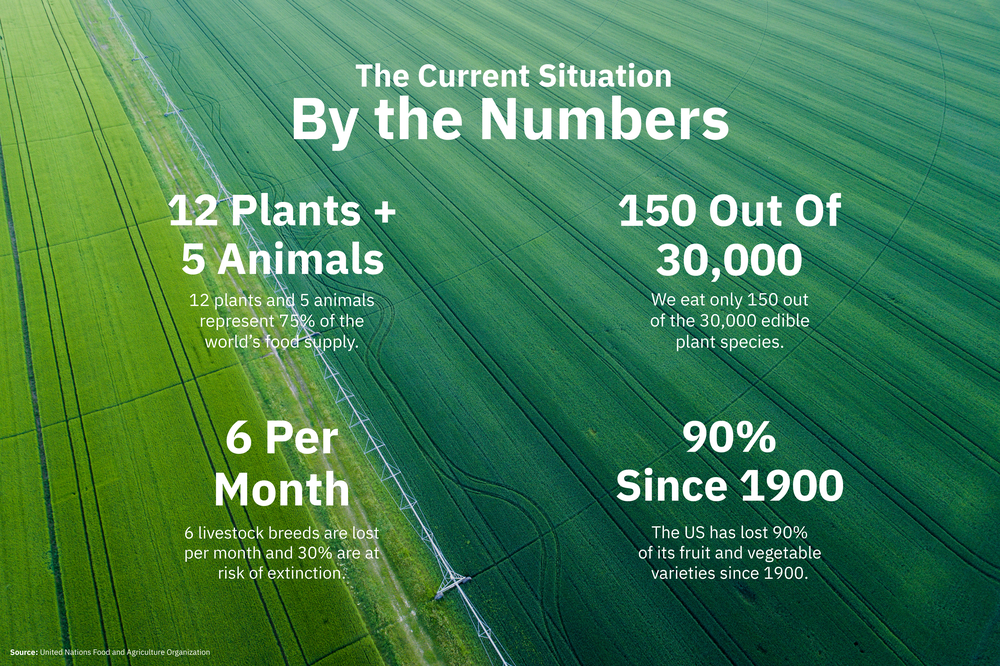 The Current Situation
By the Numbers
12 Plants +
5 Animals
12 plants and 5 animals
represent 75% of the
world’s food supply.
150 Out Of
30,000
We eat only 150 out
of the 30,000 edible
plant species.
6 Per
Month
6 livestock breeds are lost
per month and 30% are at
risk of extinction.
90%
Since 1900
The US has lost 90%
of its fruit and vegetable
varieties since 1900.
Source: United Nations Food and Agriculture Organization